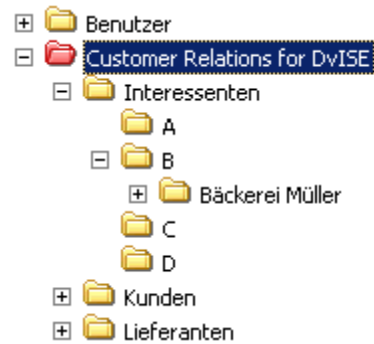 Benutzer
Customer Relations for DvISE
Interessenten
A
B
Bäckerei Müller
C
D
Kunden
Lieferanten